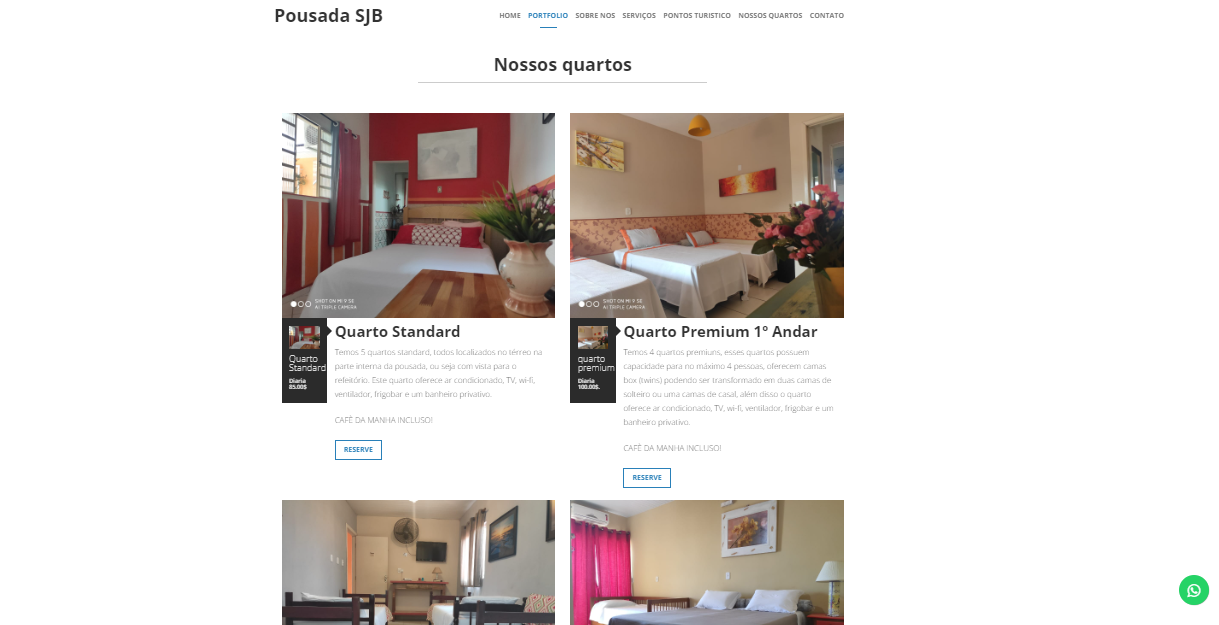 Pousada SJB
HOME PORTFOLIO SOBRE NOS SERVIÇOS PONTOS TURISTICO NOSSOS QUARTOS CONTATO
Nossos quartos
SHOT ON MI 9 SE
AI TRIPLE CAMERA
SHOT ON MI 9 SE
AI TRIPLE CAMERA
Quarto
Standard
Diaria
85.00$
Quarto Standard
Temos 5 quartos standard, todos localizados no térreo na
parte interna da pousada, ou seja com vista para o
refeitório. Este quarto oferece ar condicionado, TV, wi-fi,
ventilador, frigobar e um banheiro privativo.
CAFÉ DA MANHA INCLUSO!
RESERVE
quarto
premium
Diaria
100.00$.
Quarto Premium 1º Andar
Temos 4 quartos premiuns, esses quartos possuem
capacidade para no máximo 4 pessoas, oferecem camas
box (twins) podendo ser transformado em duas camas de
solteiro ou uma camas de casal, além disso o quarto
oferece ar condicionado, TV, wi-fi, ventilador, frigobar e um
banheiro privativo.
CAFÉ DA MANHA INCLUSO!
RESERVE